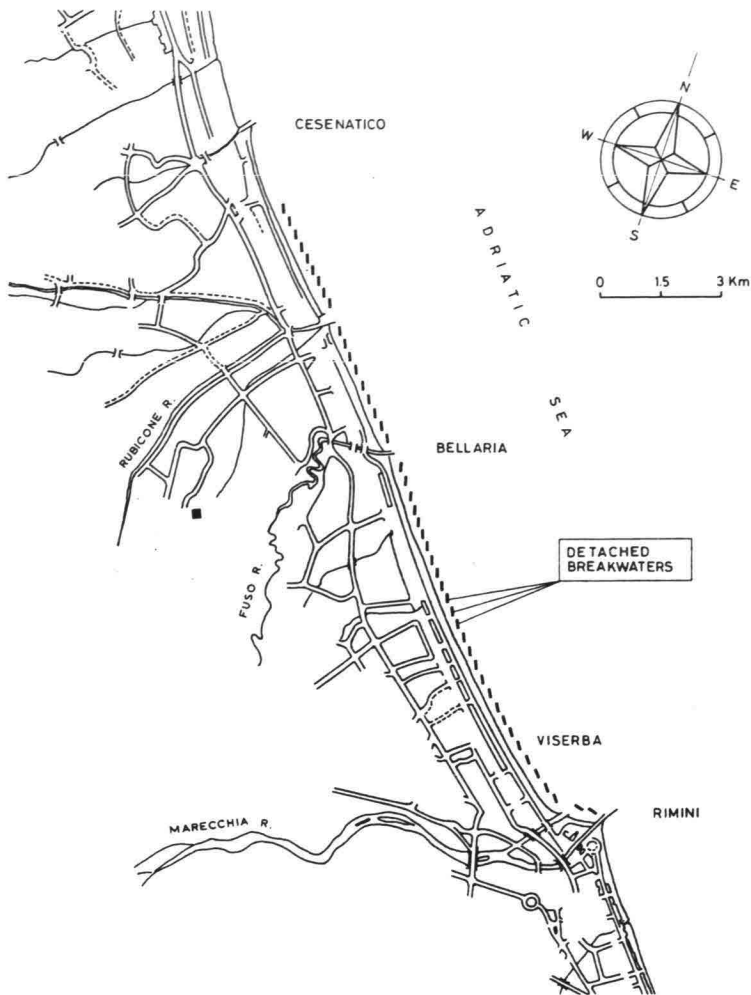 CESENATICO
N
W
E
S
ADRIATIC
SEA
0 1.5 3 Km
RUBICONE R.
BELLARIA
FUSO R.
DETACHED
BREAKWATERS
VISERBA
RIMINI
MARECCHIA R.